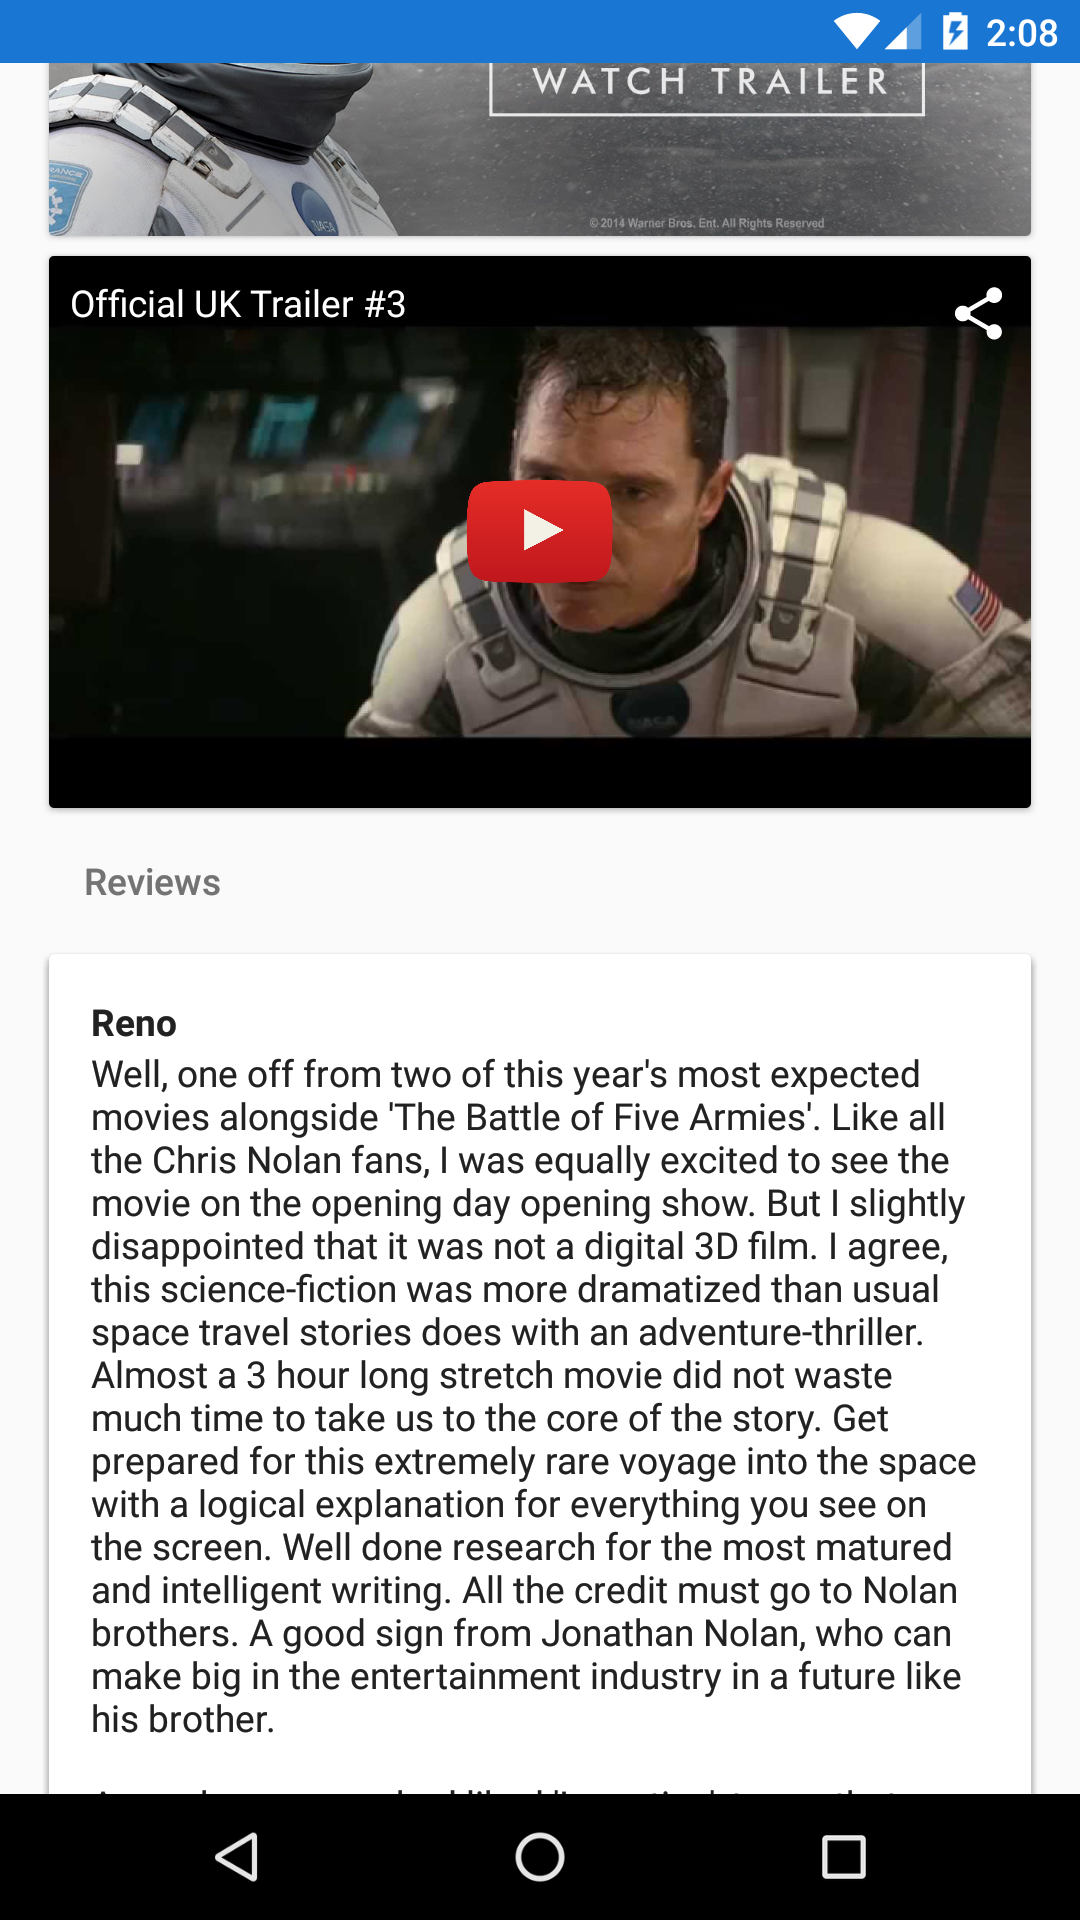 2:08
WATCH TRAILER
RANCE
NASA
© 2014 Warner Bros. Ent. All Rights Reserved
Official UK Trailer #3
NASA
Reviews
Reno
Well, one off from two of this year's most expected
movies alongside 'The Battle of Five Armies'. Like all
the Chris Nolan fans, I was equally excited to see the
movie on the opening day opening show. But I slightly
disappointed that it was not a digital 3D film. I agree,
this science-fiction was more dramatized than usual
space travel stories does with an adventure-thriller.
Almost a 3 hour long stretch movie did not waste
much time to take us to the core of the story. Get
prepared for this extremely rare voyage into the space
with a logical explanation for everything you see on
the screen. Well done research for the most matured
and intelligent writing. All the credit must go to Nolan
brothers. A good sign from Jonathan Nolan, who can
make big in the entertainment industry in a future like
his brother.